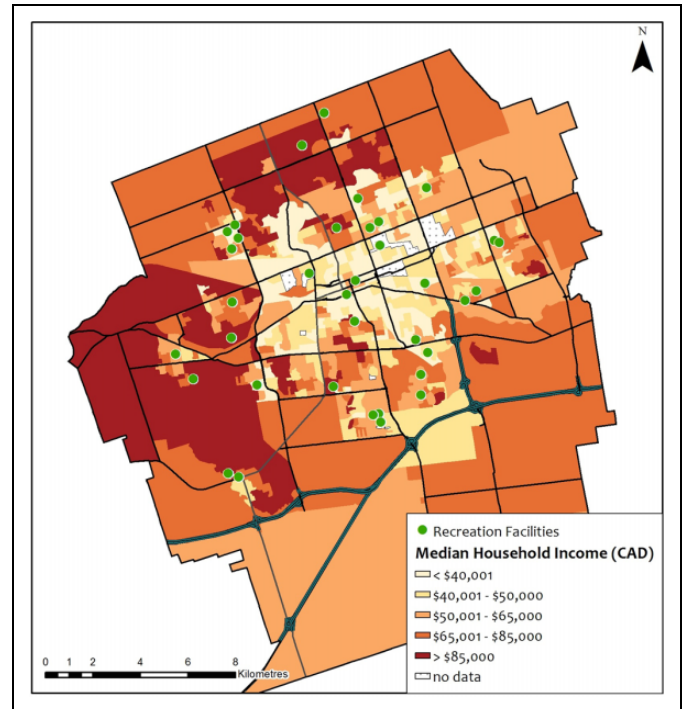 N
Recreation Facilities
Median Household Income (CAD)
< $40,001
$40,001 - $50,000
$50,001 - $65,000
$65,001 - $85,000
> $85,000
no data
0 1 2 4 6 8
Kilometres